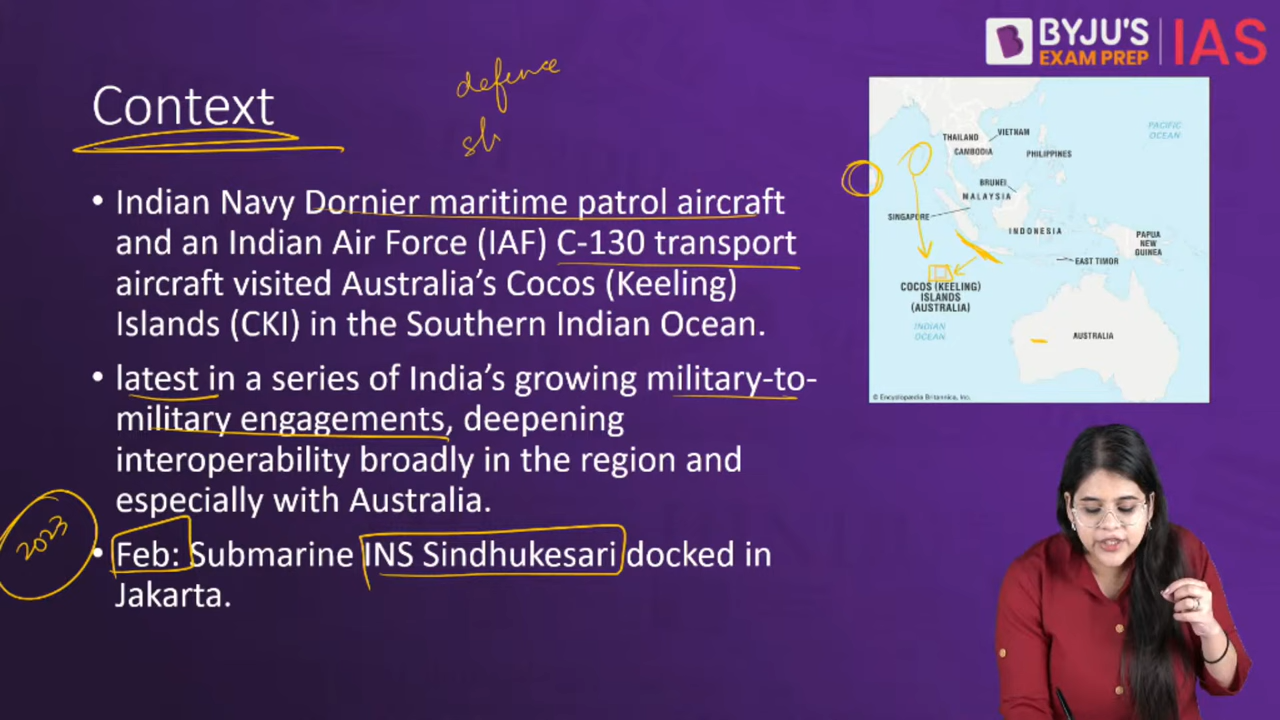 BYJU'S
EXAM PREP
IAS
defence
Context
• Indian Navy Dornier maritime patrol aircraft
and an Indian Air Force (IAF) C-130 transport
aircraft visited Australia's Cocos (Keeling)
Islands (CKI) in the Southern Indian Ocean.
• latest in a series of India's growing military-to-
military engagements, deepening
interoperability broadly in the region and
especially with Australia.
2023
• Feb: Submarine INS Sindhukesari docked in
Jakarta.
PACIFIC
OCEAN
THAILAND
VIETNAM
CAMBODIA
PHILIPPINES
BRUNEI
MALAYSIA
SINGAPORE
INDONESIA
PAPUA
NEW
GUINEA
EAST TIMOR
COCOS (KEELING)
ISLANDS
(AUSTRALIA)
INDIAN
OCEAN
AUSTRALIA
© Encyclopædia Britannica, Inc.